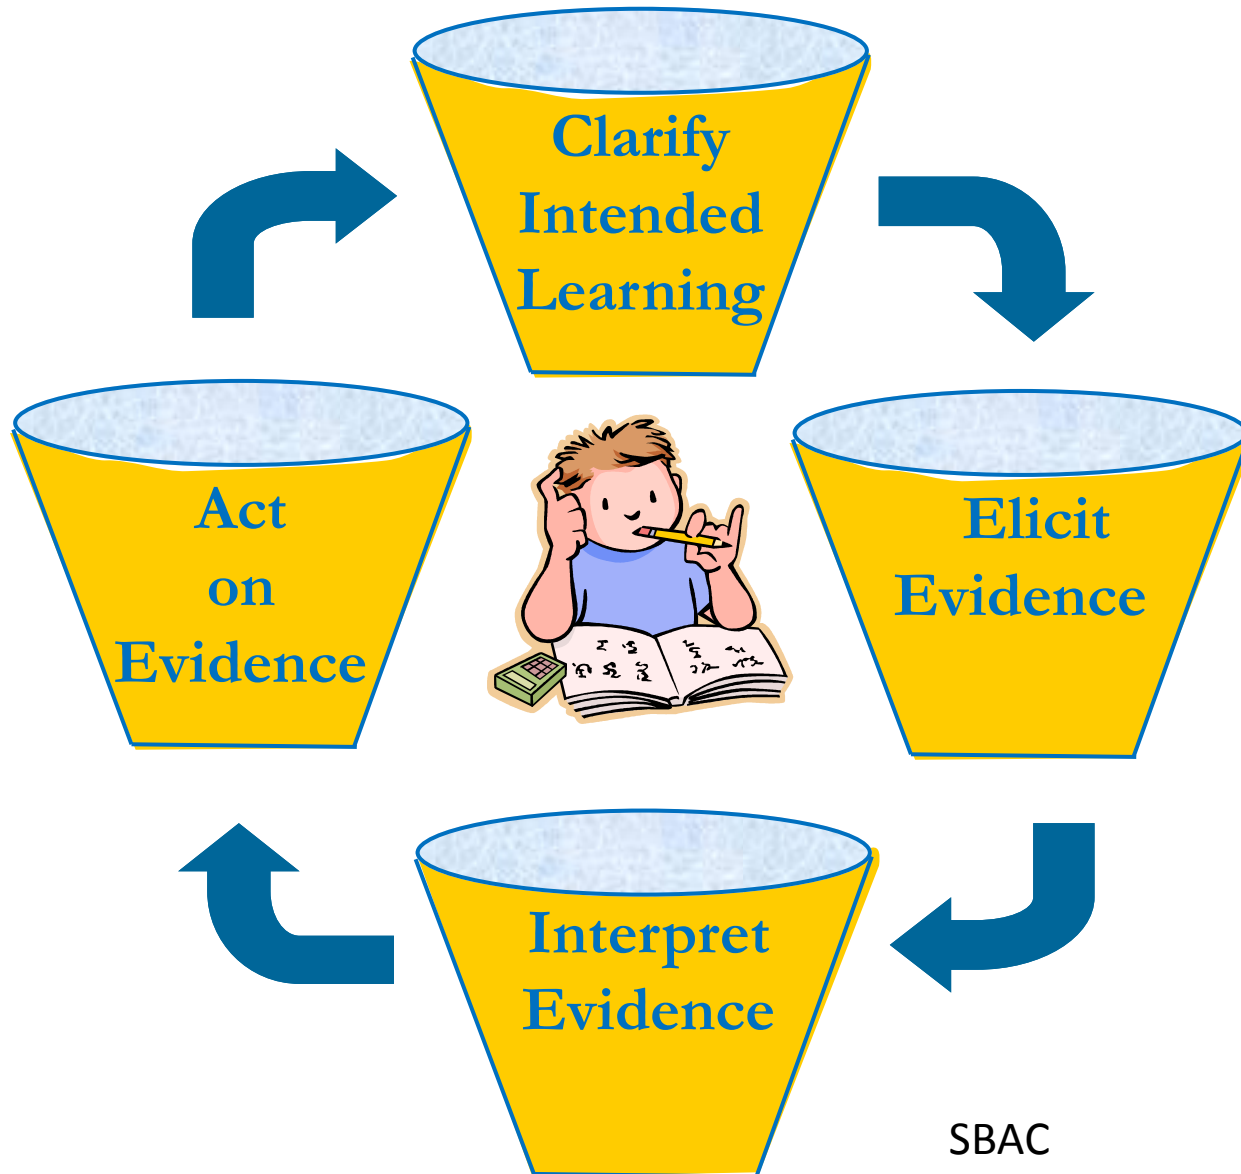 Clarify
Intended
Learning
Act
on
Evidence
Elicit
Evidence
Interpret
Evidence
SBAC